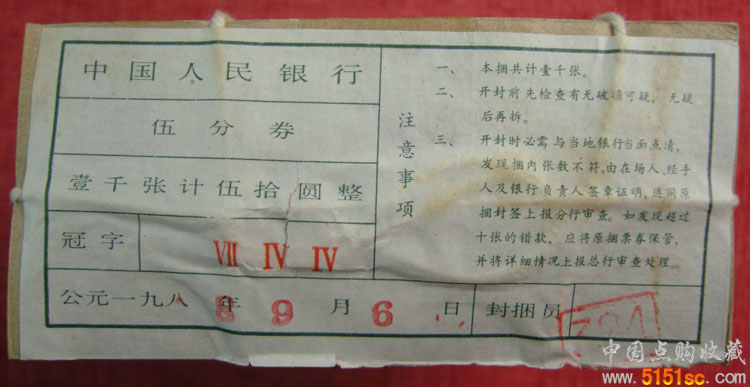 中国人民银行
伍分券
壹千张计伍拾圆整
冠字
VII IV IV
公元一九八 年 9 月 6 日
封捆员
注意事项
一、 本捆共计壹千张。
二、 开封前先检查有无破损可疑，无疑
后再拆。
三、 开封时必需与当地银行当面点清，
发现捆内张数不符，由在场人、经手
人及银行负责人签章证明，连同原
捆封签上报分行审查。如发现超过
十张的错款，应将原捆票券保管，
并将详细情况上报总行审查处理。
中国点购收藏
www.5151sc.com